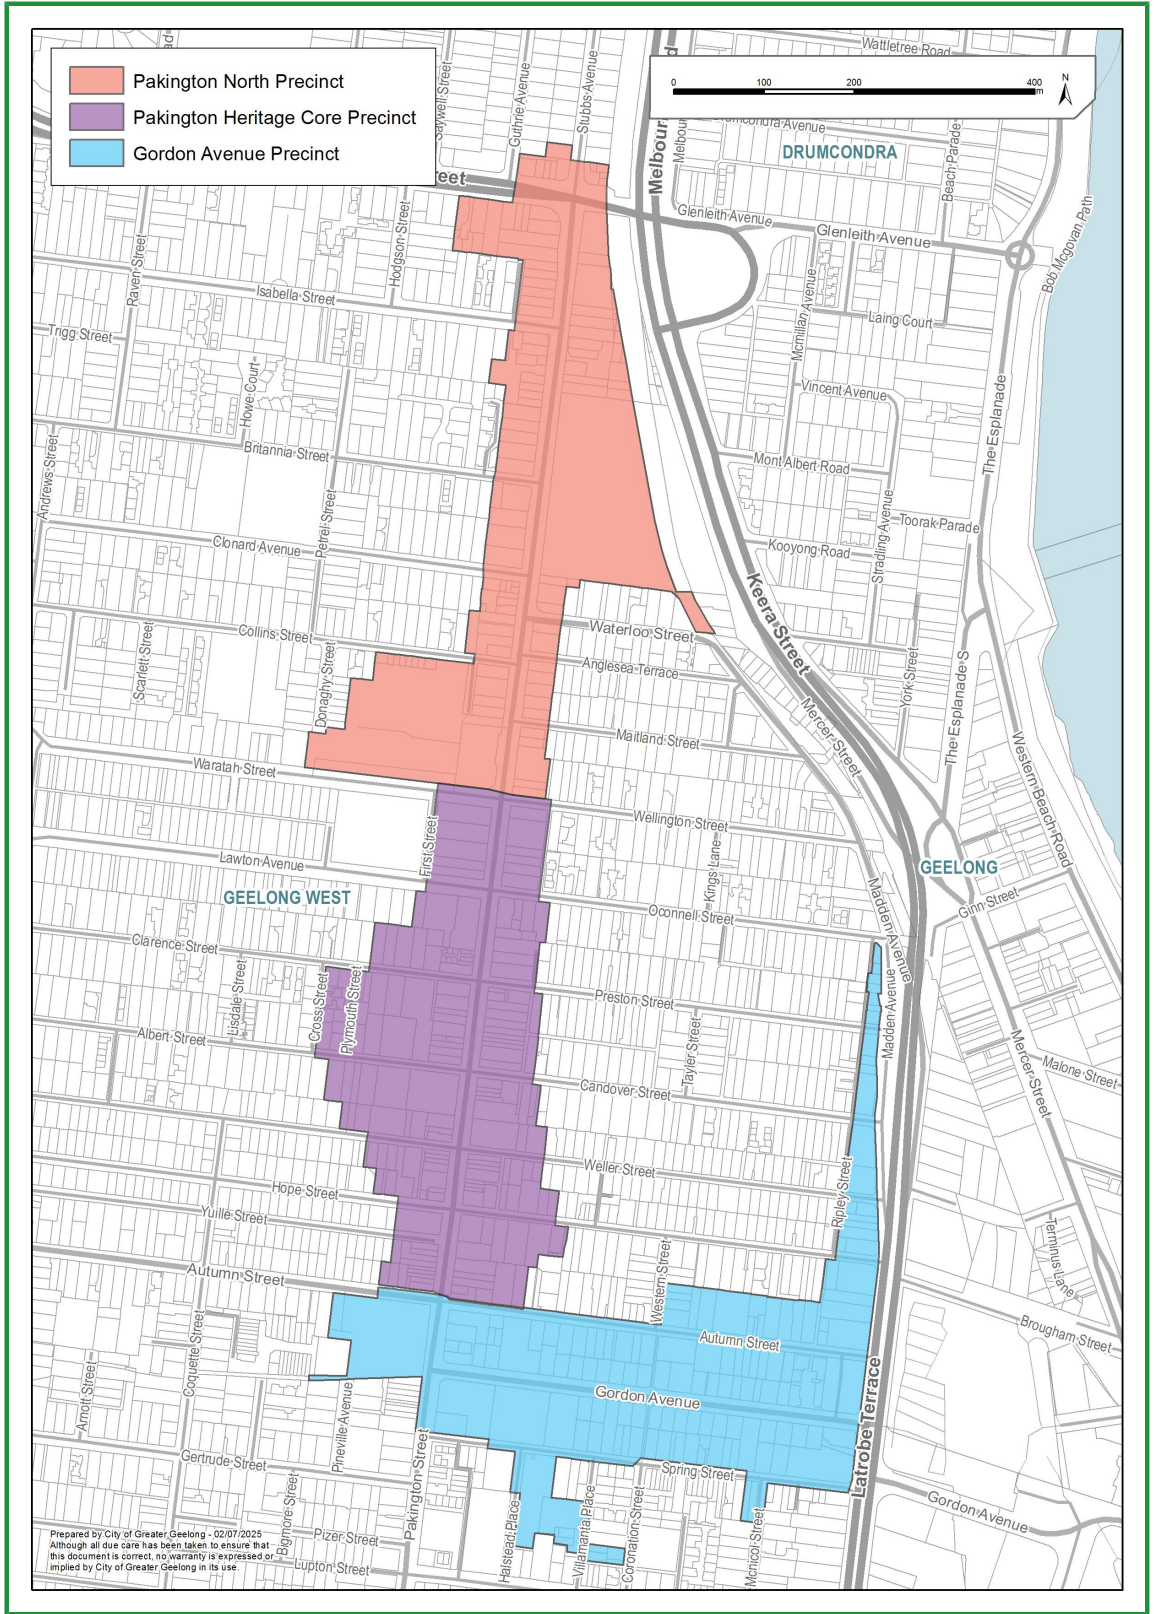 Pakington North Precinct
Pakington Heritage Core Precinct
Gordon Avenue Precinct
0 100 200 400
m
N
Wattletree Road
Saywell Street
Guthrie Avenue
Stubbs Avenue
Melbour
Beach Parade
DRUMCONDRA
Glenleith Avenue
Glenleith Avenue
Bob Mcgovan Path
Hodgson Street
Raven Street
Isabella Street
Mcmillan Avenue
Laing Court
Trigg Street
Howe Court
Vincent Avenue
The Esplanade
Britannia Street
Mont Albert Road
Andrews Street
Petrel Street
Toorak Parade
Stradling Avenue
Clonard Avenue
Kooyong Road
Keera Street
Collins Street
Waterloo Street
Scarlett Street
Donaghy Street
Anglesea Terrace
York Street
The Esplanade S
Mercer Street
Maitland Street
Waratah Street
Western Beach Road
First Street
Wellington Street
Lawton Avenue
Kings Lane
GEELONG
GEELONG WEST
Oconnell Street
Madden Avenue
Ginn Street
Clarence Street
Lisdale Street
Cross Street
Plymouth Street
Preston Street
Madden Avenue
Albert Street
Tayler Street
Mercer Street
Malone Street
Candover Street
Weller Street
Hope Street
Yuille Street
Ripley Street
Terminus Lane
Western Street
Autumn Street
Autumn Street
Brougham Street
Coquette Street
Arnott Street
Gordon Avenue
Latrobe Terrace
Pineville Avenue
Pakington Street
Gertrude Street
Spring Street
Bigmore Street
Halstead Place
Villamanta Place
Coronation Street
Mcnicol Street
Gordon Avenue
Pizer Street
Lupton Street
Prepared by City of Greater Geelong - 02/07/2025
Although all due care has been taken to ensure that
this document is correct, no warranty is expressed or
implied by City of Greater Geelong in its use.